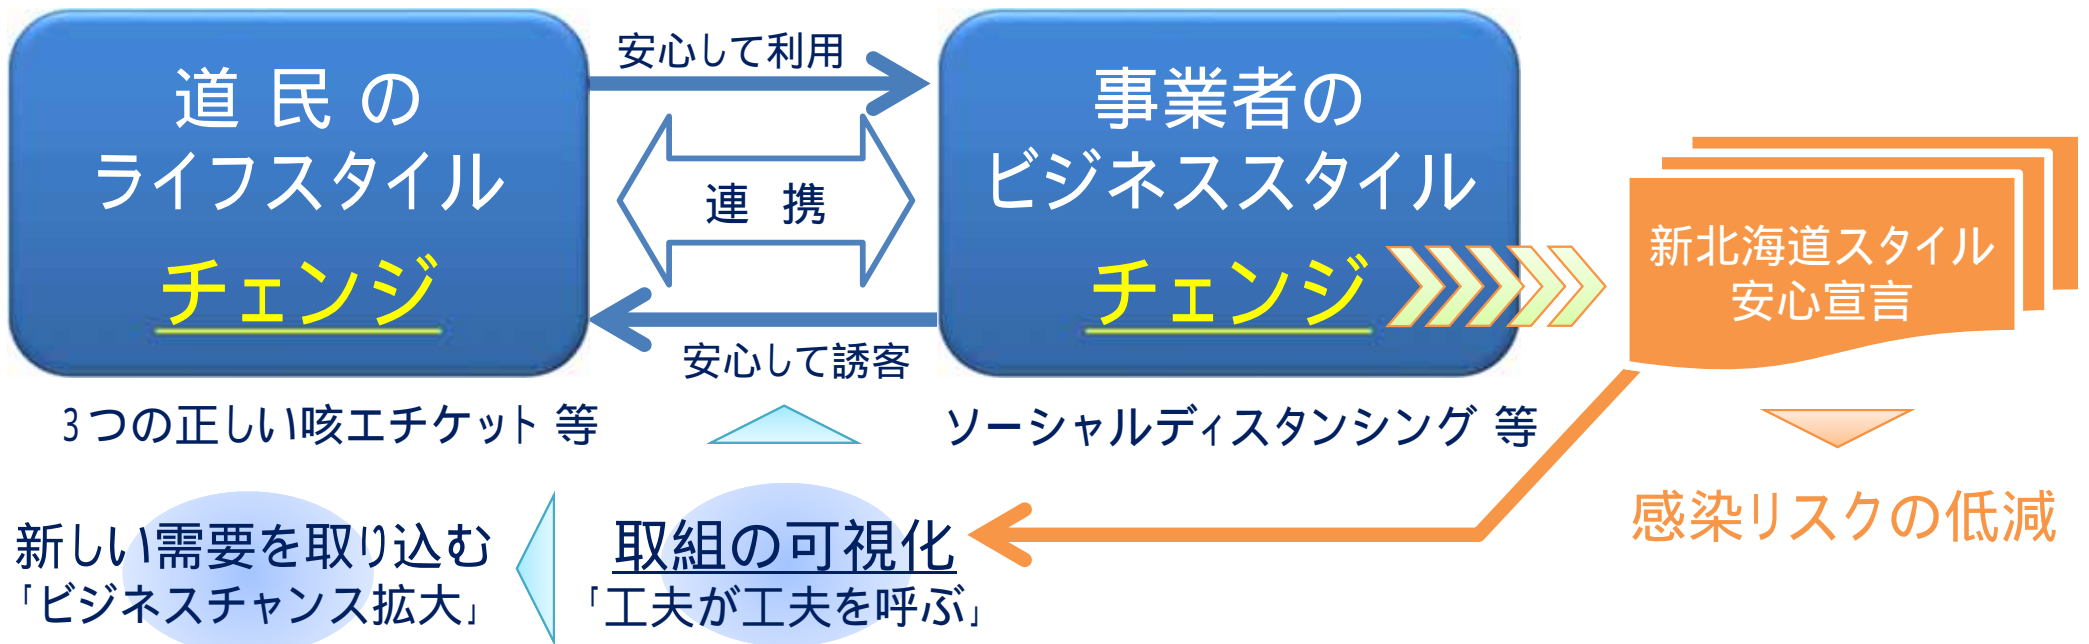 道民の
ライフスタイル
チェンジ
安心して利用
連携
安心して誘客
事業者の
ビジネススタイル
チェンジ
新北海道スタイル
安心宣言
3つの正しい咳エチケット 等
ソーシャルディスタンシング 等
感染リスクの低減
取組の可視化
「工夫が工夫を呼ぶ」
新しい需要を取り込む
「ビジネスチャンス拡大」